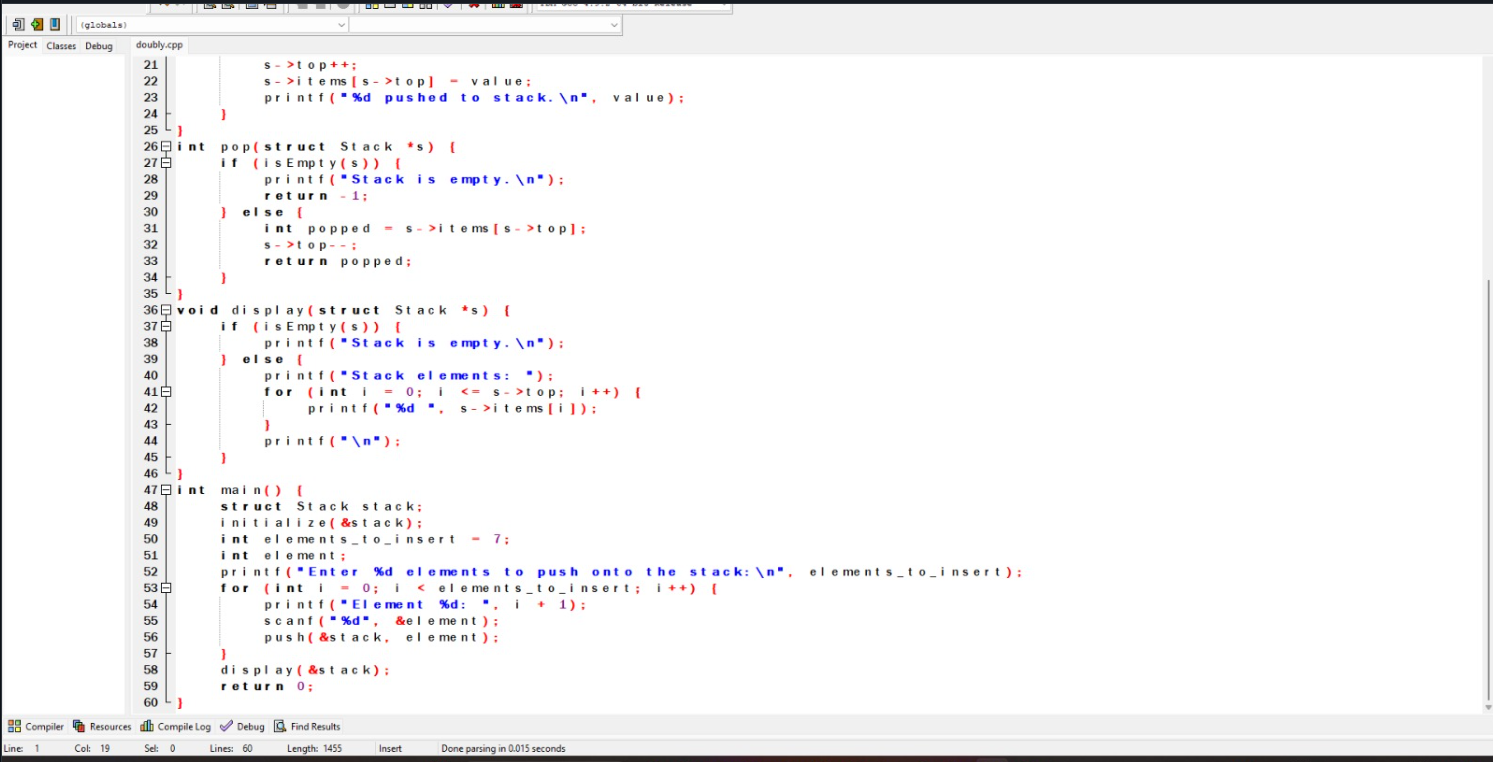 (globals)
Project Classes Debug doubly.cpp
21 s->top++;
22 s->items[s->top] = value;
23 printf("%d pushed to stack.\n", value);
24 }
25 }
26 int pop(struct Stack *s) {
27 if (isEmpty(s)) {
28 printf("Stack is empty.\n");
29 return -1;
30 } else {
31 int popped = s->items[s->top];
32 s->top--;
33 return popped;
34 }
35 }
36 void display(struct Stack *s) {
37 if (isEmpty(s)) {
38 printf("Stack is empty.\n");
39 } else {
40 printf("Stack elements: ");
41 for (int i = 0; i <= s->top; i++) {
42 printf("%d ", s->items[i]);
43 }
44 printf("\n");
45 }
46 }
47 int main() {
48 struct Stack stack;
49 initialize(&stack);
50 int elements_to_insert = 7;
51 int element;
52 printf("Enter %d elements to push onto the stack:\n", elements_to_insert);
53 for (int i = 0; i < elements_to_insert; i++) {
54 printf("Element %d: ", i + 1);
55 scanf("%d", &element);
56 push(&stack, element);
57 }
58 display(&stack);
59 return 0;
60 }
Compiler Resources Compile Log Debug Find Results
Line: 1 Col: 19 Sel: 0 Lines: 60 Length: 1455 Insert Done parsing in 0.015 seconds